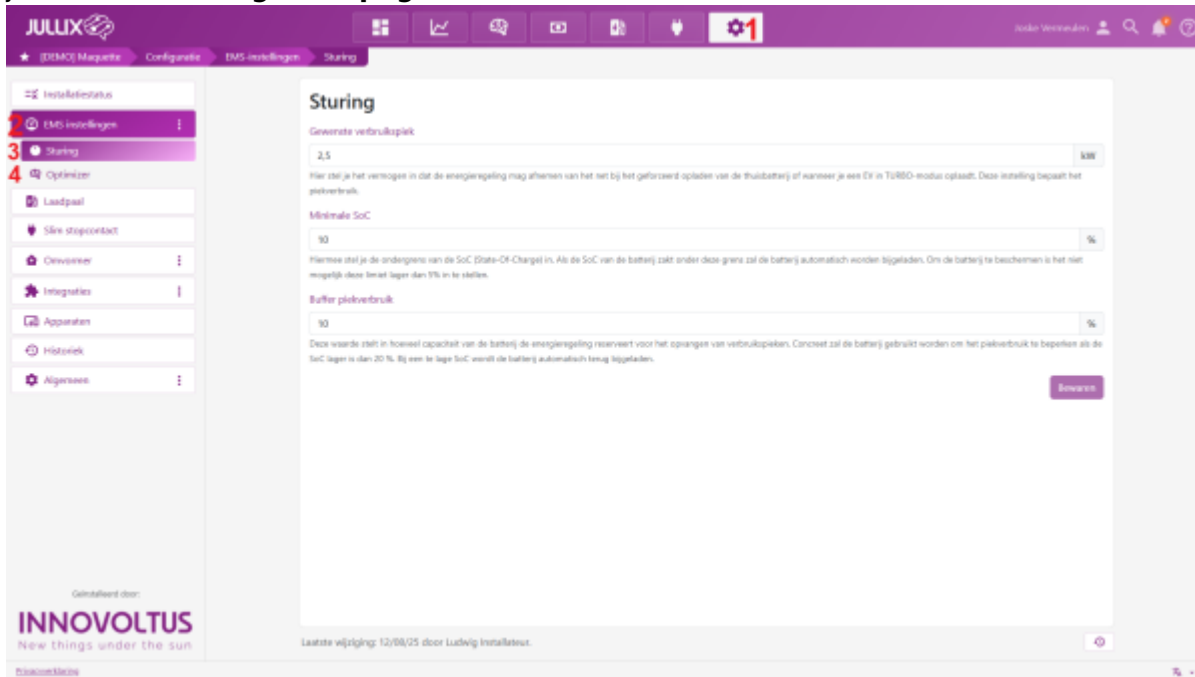 JULLIX
1
Joske Vermeulen
[DEMO] Maquette
Configuratie
EMS-instellingen
Sturing
Installatiestatus
2 EMS instellingen
3 Sturing
4 Optimizer
Laadpaal
Slim stopcontact
Omvormer
Integraties
Apparaten
Historiek
Algemeen
Geïnstalleerd door:
INNOVOLTUS
New things under the sun
Privacyverklaring
Sturing
Gewenste verbruikspiek
2,5 kW
Hier stel je het vermogen in dat de energieregeling mag afnemen van het net bij het geforceerd opladen van de thuisbatterij of wanneer je een EV in TURBO-modus oplaadt. Deze instelling bepaalt het
piekverbruik.
Minimale SoC
10 %
Hiermee stel je de ondergrens van de SoC (State-Of-Charge) in. Als de SoC van de batterij zakt onder deze grens zal de batterij automatisch worden bijgeladen. Om de batterij te beschermen is het niet
mogelijk deze limiet lager dan 5% in te stellen.
Buffer piekverbruik
10 %
Deze waarde stelt in hoeveel capaciteit van de batterij de energieregeling reserveert voor het opvangen van verbruikspieken. Concreet zal de batterij gebruikt worden om het piekverbruik te beperken als de
SoC lager is dan 20 %. Bij een te lage SoC wordt de batterij automatisch terug bijgeladen.
Bewaren
Laatste wijziging: 12/08/25 door Ludwig Installateur.